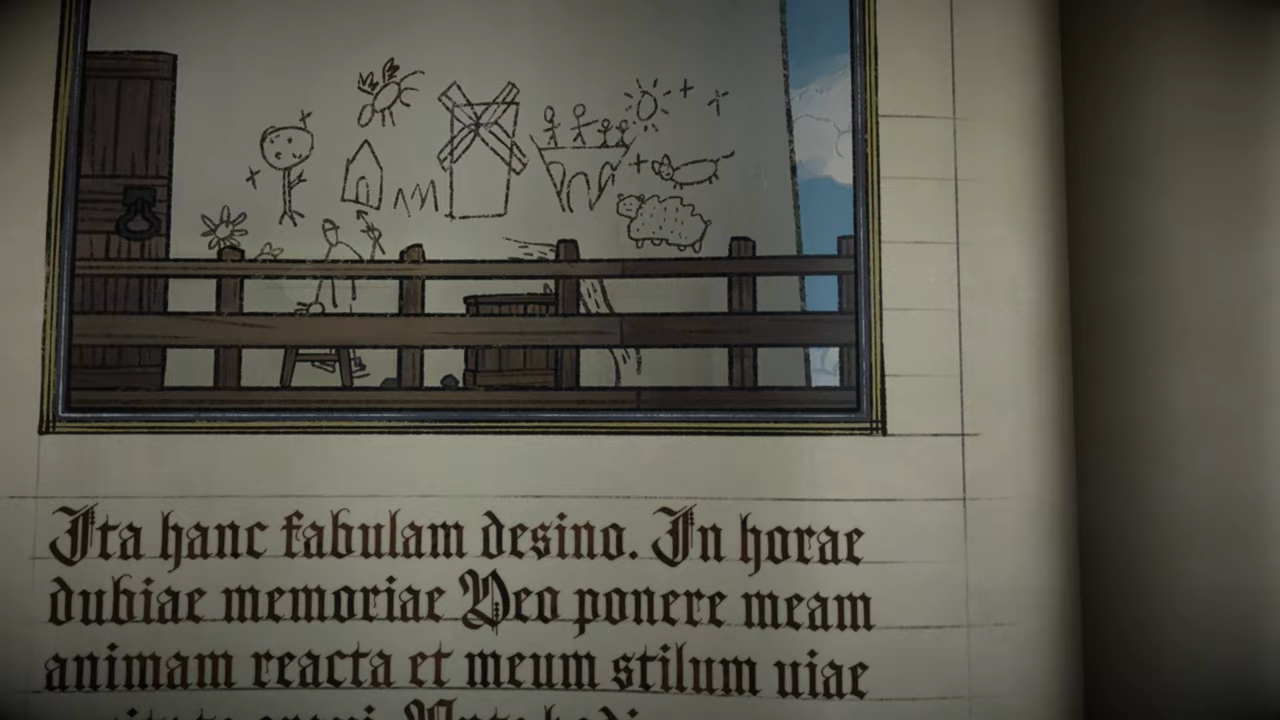 Ita hanc fabulam desino. In horae
dubiae memoriae Deo ponere meam
animam reacta et meum stilum uiae